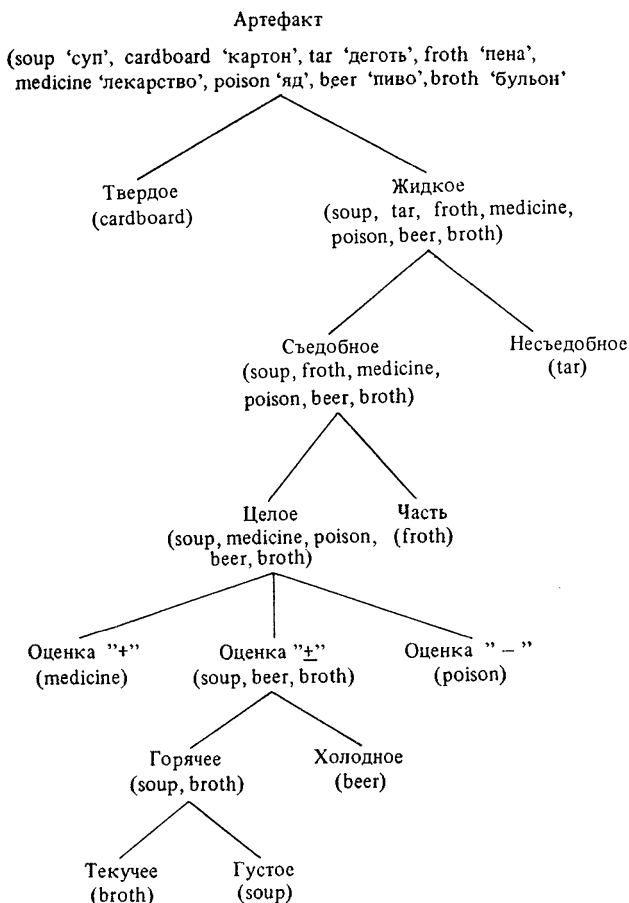 Артефакт
(soup ‘суп’, cardboard ‘картон’, tar ‘деготь’, froth ‘пена’,
medicine ‘лекарство’, poison ‘яд’, beer ‘пиво’, broth ‘бульон’
Твердое
(cardboard)
Жидкое
(soup, tar, froth, medicine,
poison, beer, broth)
Съедобное
(soup, froth, medicine,
poison, beer, broth)
Несъедобное
(tar)
Целое
(soup, medicine, poison,
beer, broth)
Часть
(froth)
Оценка ”+”
(medicine)
Оценка ”±”
(soup, beer, broth)
Оценка ” – ”
(poison)
Горячее
(soup, broth)
Холодное
(beer)
Текучее
(broth)
Густое
(soup)